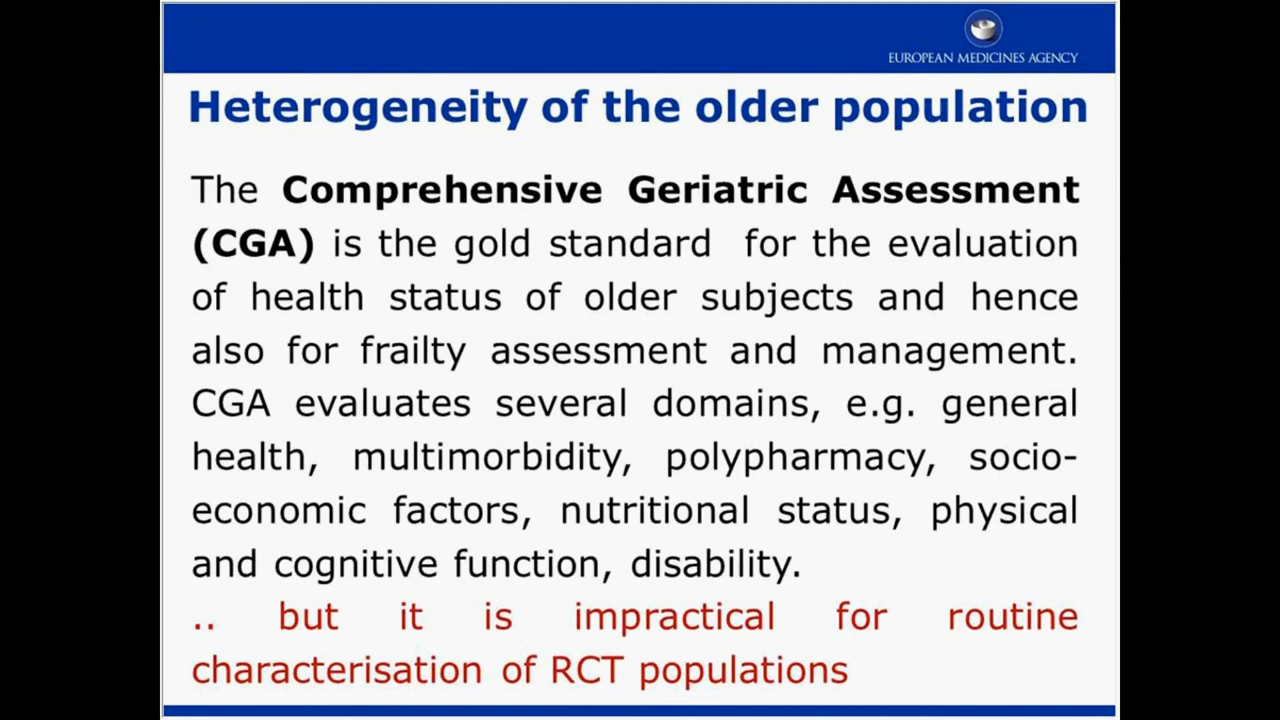 EUROPEAN MEDICINES AGENCY
Heterogeneity of the older population
The Comprehensive Geriatric Assessment
(CGA) is the gold standard for the evaluation
of health status of older subjects and hence
also for frailty assessment and management.
CGA evaluates several domains, e.g. general
health, multimorbidity, polypharmacy, socio-
economic factors, nutritional status, physical
and cognitive function, disability.
.. but it is impractical for routine
characterisation of RCT populations